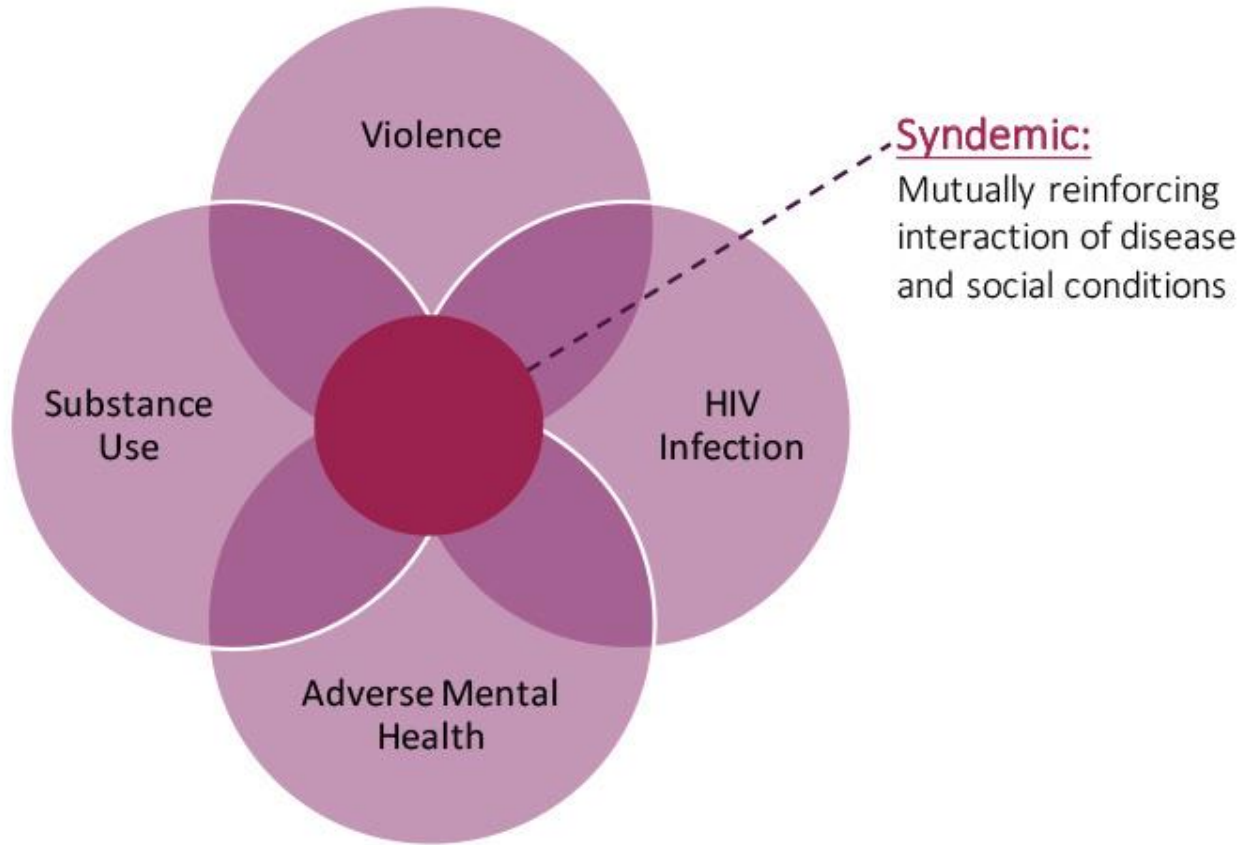 Violence
Syndemic:
Mutually reinforcing
interaction of disease
and social conditions
Substance
Use
HIV
Infection
Adverse Mental
Health